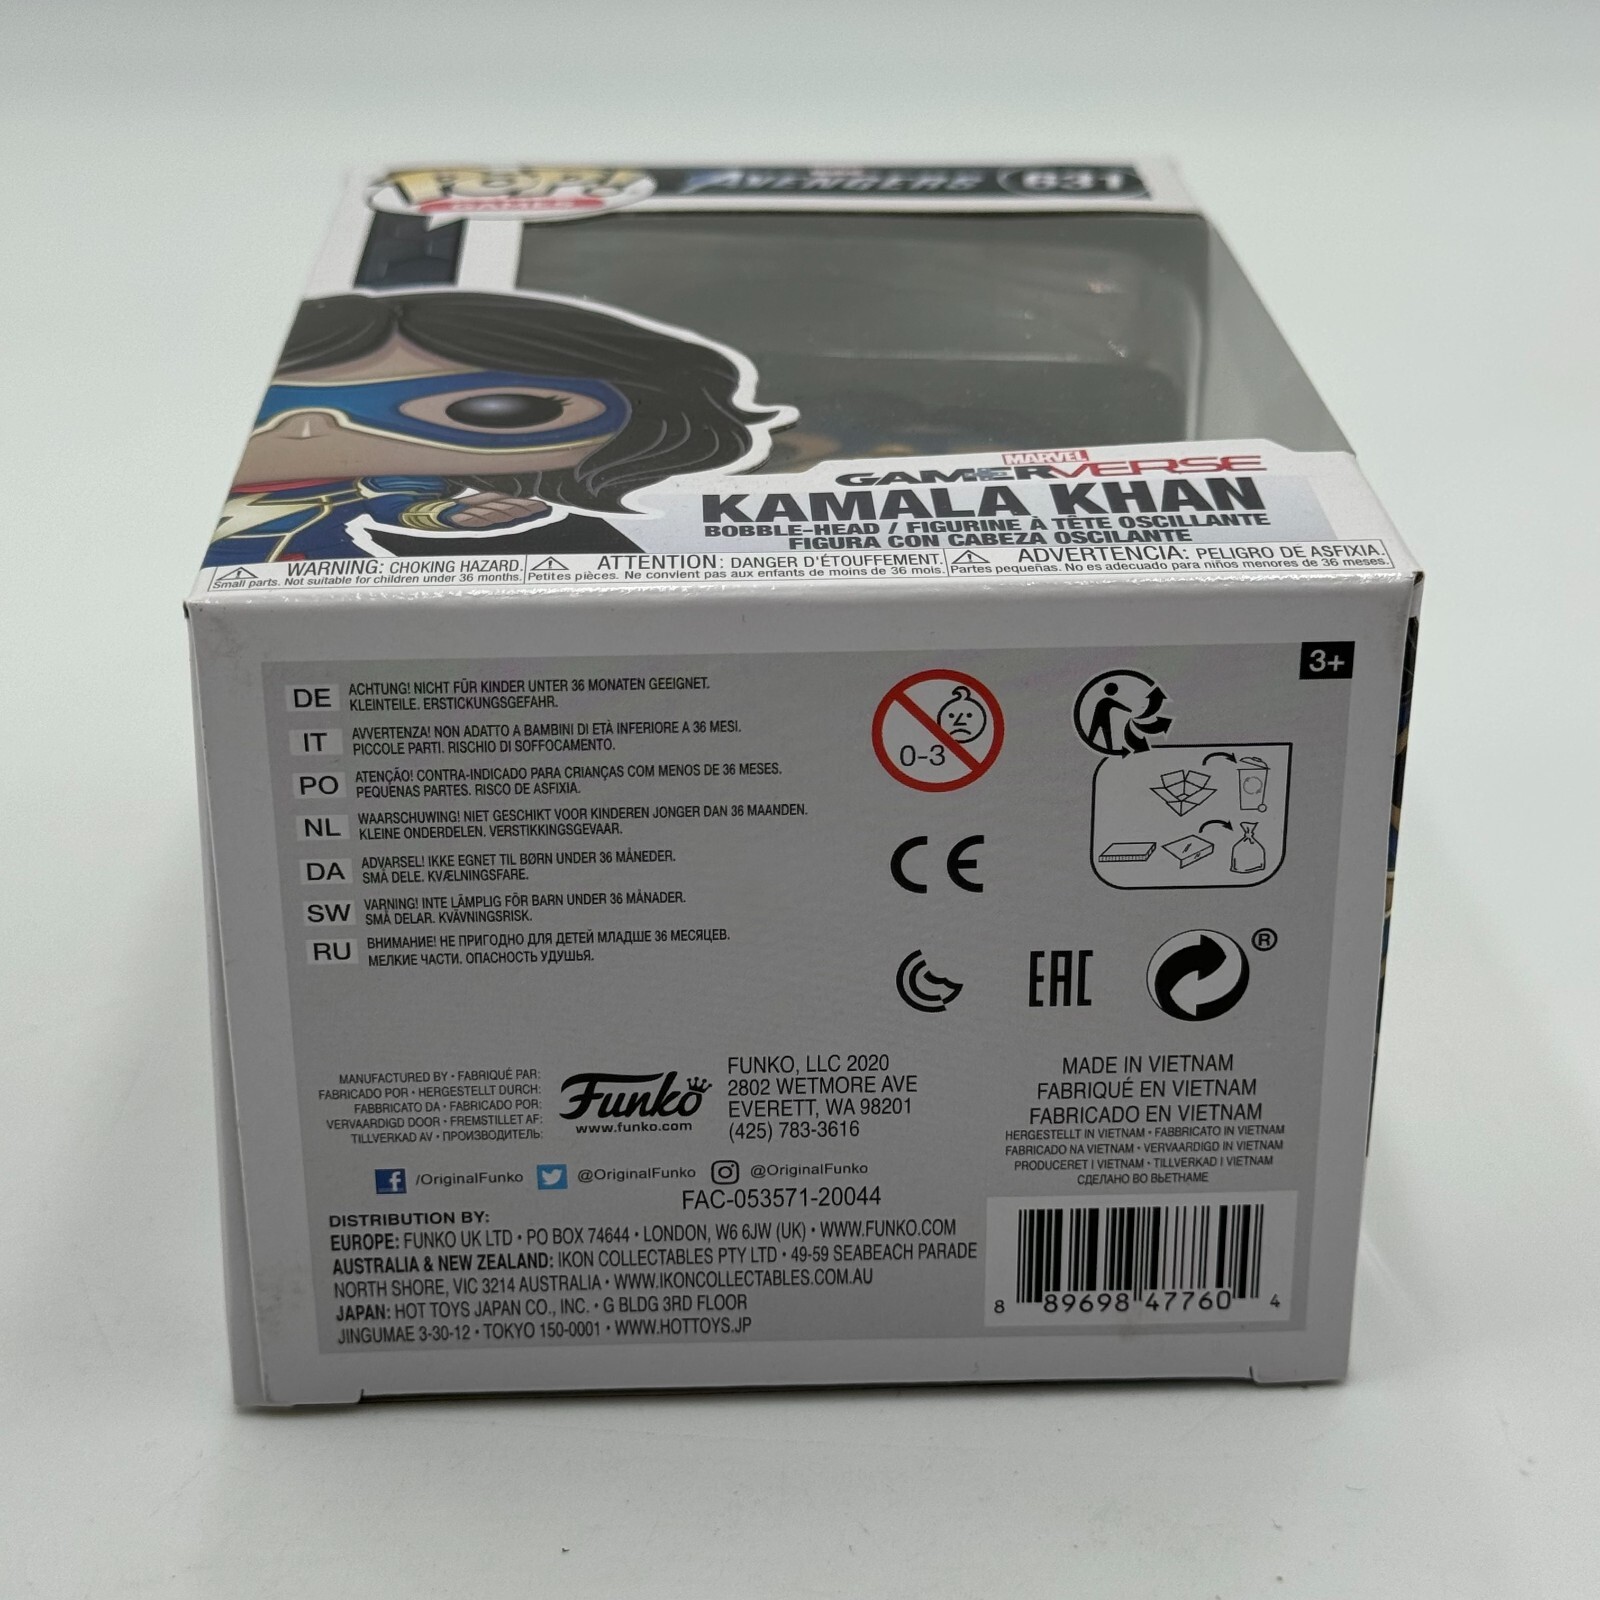 POP!
GAMES
AVENGERS
631
MARVEL
GAMERVERSE
KAMALA KHAN
BOBBLE-HEAD / FIGURINE À TÊTE OSCILLANTE
FIGURA CON CABEZA OSCILANTE
WARNING: CHOKING HAZARD.
Small parts. Not suitable for children under 36 months.
ATTENTION: DANGER D'ÉTOUFFEMENT.
Petites pièces. Ne convient pas aux enfants de moins de 36 mois.
ADVERTENCIA: PELIGRO DE ASFIXIA.
Partes pequeñas. No es adecuado para niños menores de 36 meses.
3+
DE ACHTUNG! NICHT FÜR KINDER UNTER 36 MONATEN GEEIGNET.
KLEINTEILE. ERSTICKUNGSGEFAHR.
IT AVVERTENZA! NON ADATTO A BAMBINI DI ETÀ INFERIORE A 36 MESI.
PICCOLE PARTI. RISCHIO DI SOFFOCAMENTO.
PO ATENÇÃO! CONTRA-INDICADO PARA CRIANÇAS COM MENOS DE 36 MESES.
PEQUENAS PARTES. RISCO DE ASFIXIA.
NL WAARSCHUWING! NIET GESCHIKT VOOR KINDEREN JONGER DAN 36 MAANDEN.
KLEINE ONDERDELEN. VERSTIKKINGSGEVAAR.
DA ADVARSEL! IKKE EGNET TIL BØRN UNDER 36 MÅNEDER.
SMÅ DELE. KVÆLNINGSFARE.
SW VARNING! INTE LÄMPLIG FÖR BARN UNDER 36 MÅNADER.
SMÅ DELAR. KVÄVNINGSRISK.
RU ВНИМАНИЕ! НЕ ПРИГОДНО ДЛЯ ДЕТЕЙ МЛАДШЕ 36 МЕСЯЦЕВ.
МЕЛКИЕ ЧАСТИ. ОПАСНОСТЬ УДУШЬЯ.
0-3
CE
EAC
®
MANUFACTURED BY • FABRIQUÉ PAR:
FABRICADO POR • HERGESTELLT DURCH:
FABBRICATO DA • FABRICADO POR:
VERVAARDIGD DOOR • FREMSTILLET AF:
TILLVERKAD AV • ПРОИЗВОДИТЕЛЬ:
Funko
www.funko.com
FUNKO, LLC 2020
2802 WETMORE AVE
EVERETT, WA 98201
(425) 783-3616
MADE IN VIETNAM
FABRIQUÉ EN VIETNAM
FABRICADO EN VIETNAM
HERGESTELLT IN VIETNAM • FABBRICATO IN VIETNAM
FABRICADO NA VIETNAM • VERVAARDIGD IN VIETNAM
PRODUCERET I VIETNAM • TILLVERKAD I VIETNAM
СДЕЛАНО ВО ВЬЕТНАМЕ
/OriginalFunko @OriginalFunko @OriginalFunko
FAC-053571-20044
DISTRIBUTION BY:
EUROPE: FUNKO UK LTD • PO BOX 74644 • LONDON, W6 6JW (UK) • WWW.FUNKO.COM
AUSTRALIA & NEW ZEALAND: IKON COLLECTABLES PTY LTD • 49-59 SEABEACH PARADE
NORTH SHORE, VIC 3214 AUSTRALIA • WWW.IKONCOLLECTABLES.COM.AU
JAPAN: HOT TOYS JAPAN CO., INC. • G BLDG 3RD FLOOR
JINGUMAE 3-30-12 • TOKYO 150-0001 • WWW.HOTTOYS.JP
8 89698 47760 4